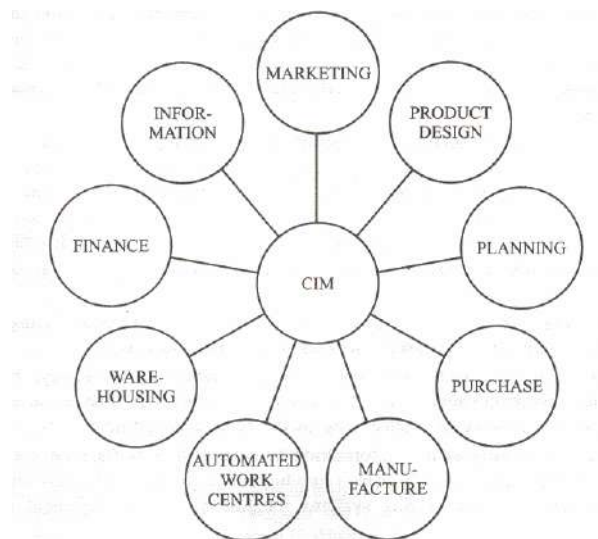 MARKETING
PRODUCT
DESIGN
PLANNING
PURCHASE
MANU-
FACTURE
AUTOMATED
WORK
CENTRES
WARE-
HOUSING
FINANCE
INFOR-
MATION
CIM